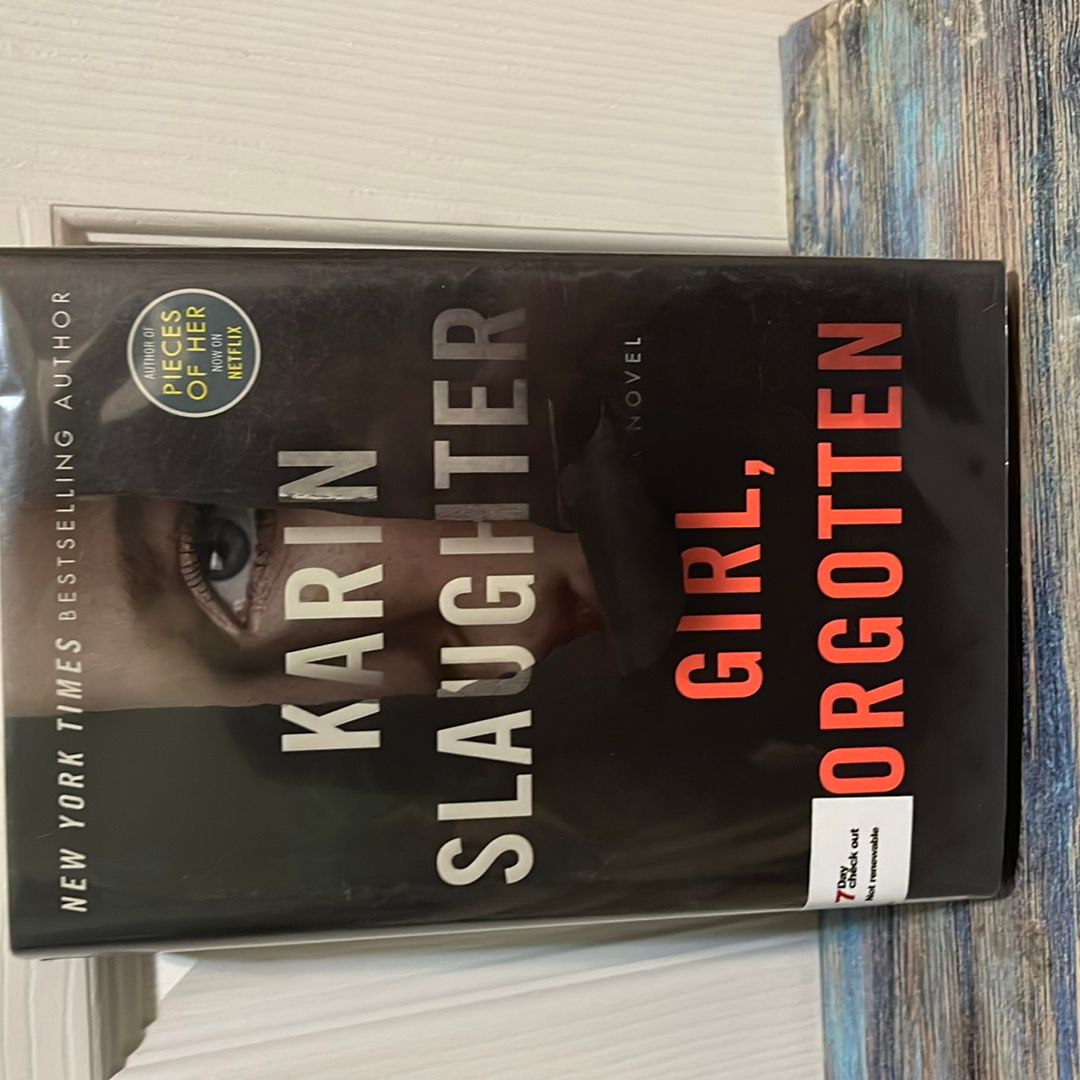 NEW YORK TIMES BESTSELLING AUTHOR
AUTHOR OF
PIECES
OF HER
NOW ON
NETFLIX
KARIN
SLAUGHTER
A NOVEL
GIRL,
ORGOTTEN
7 Day
check out
Not renewable